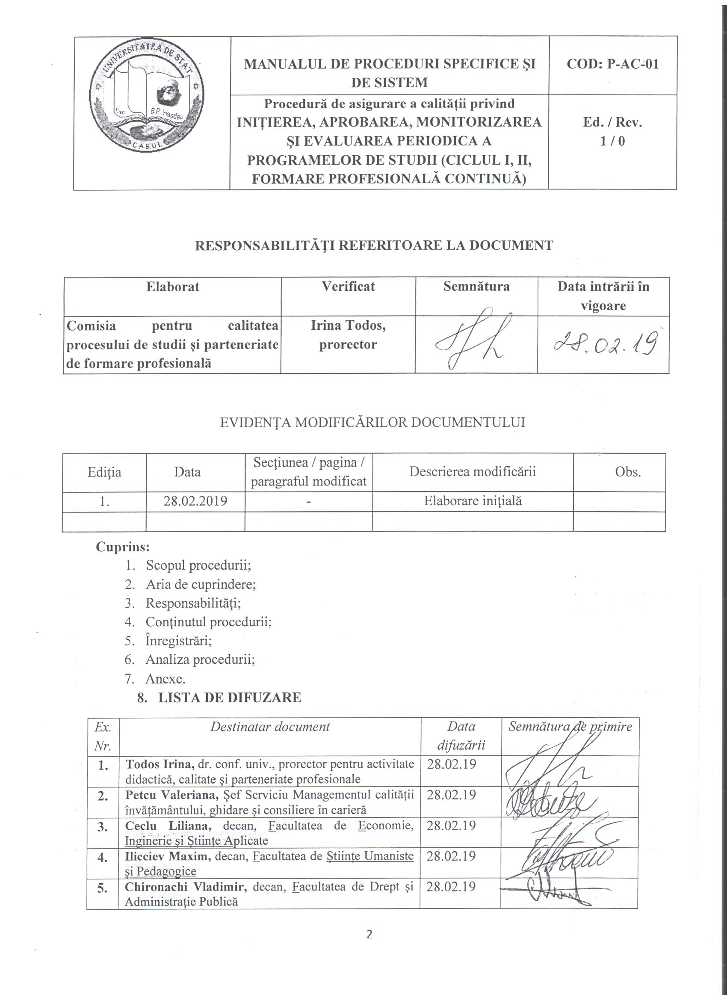 UNIVERSITATEA DE STAT
B.P. Hasdeu
CAHUL
MANUALUL DE PROCEDURI SPECIFICE ŞI
DE SISTEM
COD: P-AC-01
Procedură de asigurare a calității privind
INIŢIEREA, APROBAREA, MONITORIZAREA
ŞI EVALUAREA PERIODICA A
PROGRAMELOR DE STUDII (CICLUL I, II,
FORMARE PROFESIONALĂ CONTINUĂ)
Ed. / Rev.
1 / 0
RESPONSABILITĂŢI REFERITOARE LA DOCUMENT
Elaborat
Verificat
Semnătura
Data intrării în
vigoare
Comisia pentru calitatea
procesului de studii și parteneriate
de formare profesională
Irina Todos,
prorector
28.02.19
EVIDENŢA MODIFICĂRILOR DOCUMENTULUI
Ediţia
Data
Secţiunea / pagina /
paragraful modificat
Descrierea modificării
Obs.
1.
28.02.2019
-
Elaborare iniţială
Cuprins:
1. Scopul procedurii;
2. Aria de cuprindere;
3. Responsabilităţi;
4. Conţinutul procedurii;
5. Înregistrări;
6. Analiza procedurii;
7. Anexe.
8. LISTA DE DIFUZARE
Ex.
Nr.
Destinatar document
Data
difuzării
Semnătura de primire
1. Todos Irina, dr. conf. univ., prorector pentru activitate 28.02.19
didactică, calitate şi parteneriate profesionale
2. Petcu Valeriana, Șef Serviciu Managementul calității 28.02.19
învățământului, ghidare și consiliere în carieră
3. Ceclu Liliana, decan, Facultatea de Economie, 28.02.19
Inginerie și Științe Aplicate
4. Ilicciev Maxim, decan, Facultatea de Științe Umaniste 28.02.19
și Pedagogice
5. Chironachi Vladimir, decan, Facultatea de Drept și 28.02.19
Administrație Publică
2